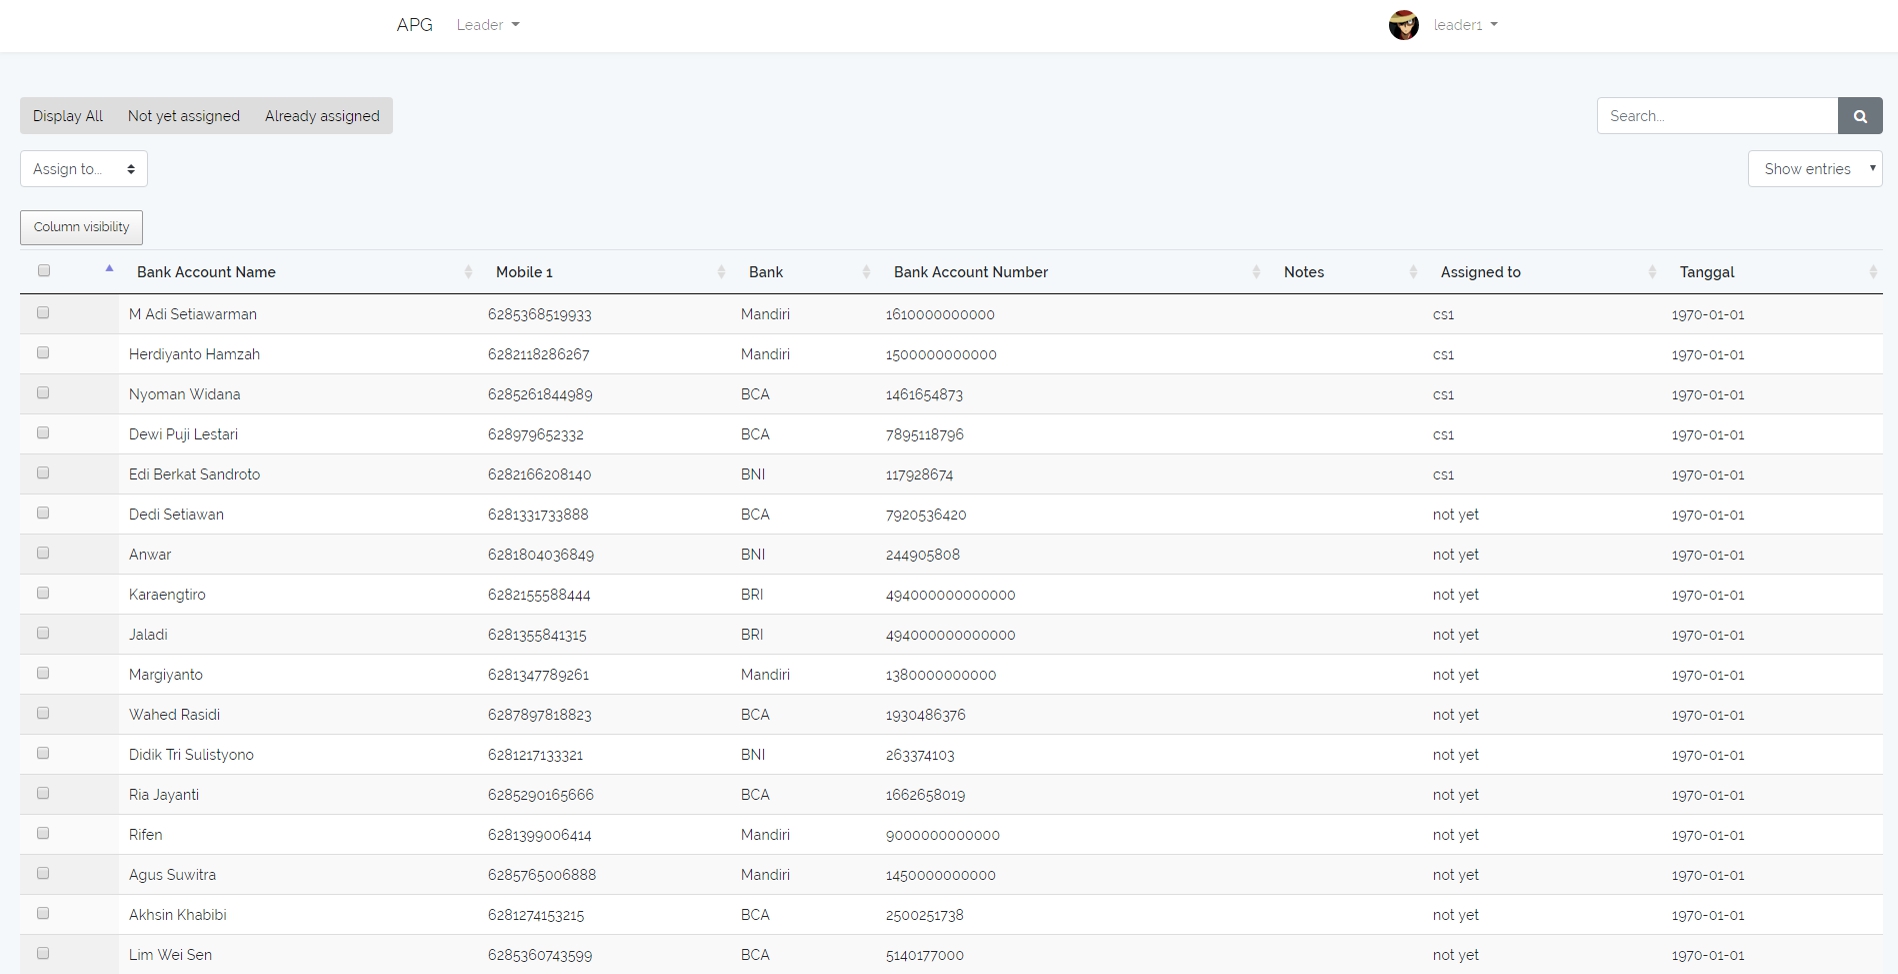 APG Leader leader1
Display All Not yet assigned Already assigned Search...
Assign to... Show entries
Column visibility
Bank Account Name Mobile 1 Bank Bank Account Number Notes Assigned to Tanggal
M Adi Setiawarman 6285368519933 Mandiri 1610000000000 cs1 1970-01-01
Herdiyanto Hamzah 6282118286267 Mandiri 1500000000000 cs1 1970-01-01
Nyoman Widana 6285261844989 BCA 1461654873 cs1 1970-01-01
Dewi Puji Lestari 628979652332 BCA 7895118796 cs1 1970-01-01
Edi Berkat Sandroto 6282166208140 BNI 117928674 cs1 1970-01-01
Dedi Setiawan 6281331733888 BCA 7920536420 not yet 1970-01-01
Anwar 6281804036849 BNI 244905808 not yet 1970-01-01
Karaengtiro 6282155588444 BRI 494000000000000 not yet 1970-01-01
Jaladi 6281355841315 BRI 494000000000000 not yet 1970-01-01
Margiyanto 6281347789261 Mandiri 1380000000000 not yet 1970-01-01
Wahed Rasidi 6287897818823 BCA 1930486376 not yet 1970-01-01
Didik Tri Sulistyono 6281217133321 BNI 263374103 not yet 1970-01-01
Ria Jayanti 6285290165666 BCA 1662658019 not yet 1970-01-01
Rifen 6281399006414 Mandiri 9000000000000 not yet 1970-01-01
Agus Suwitra 6285765006888 Mandiri 1450000000000 not yet 1970-01-01
Akhsin Khabibi 6281274153215 BCA 2500251738 not yet 1970-01-01
Lim Wei Sen 6285360743599 BCA 5140177000 not yet 1970-01-01